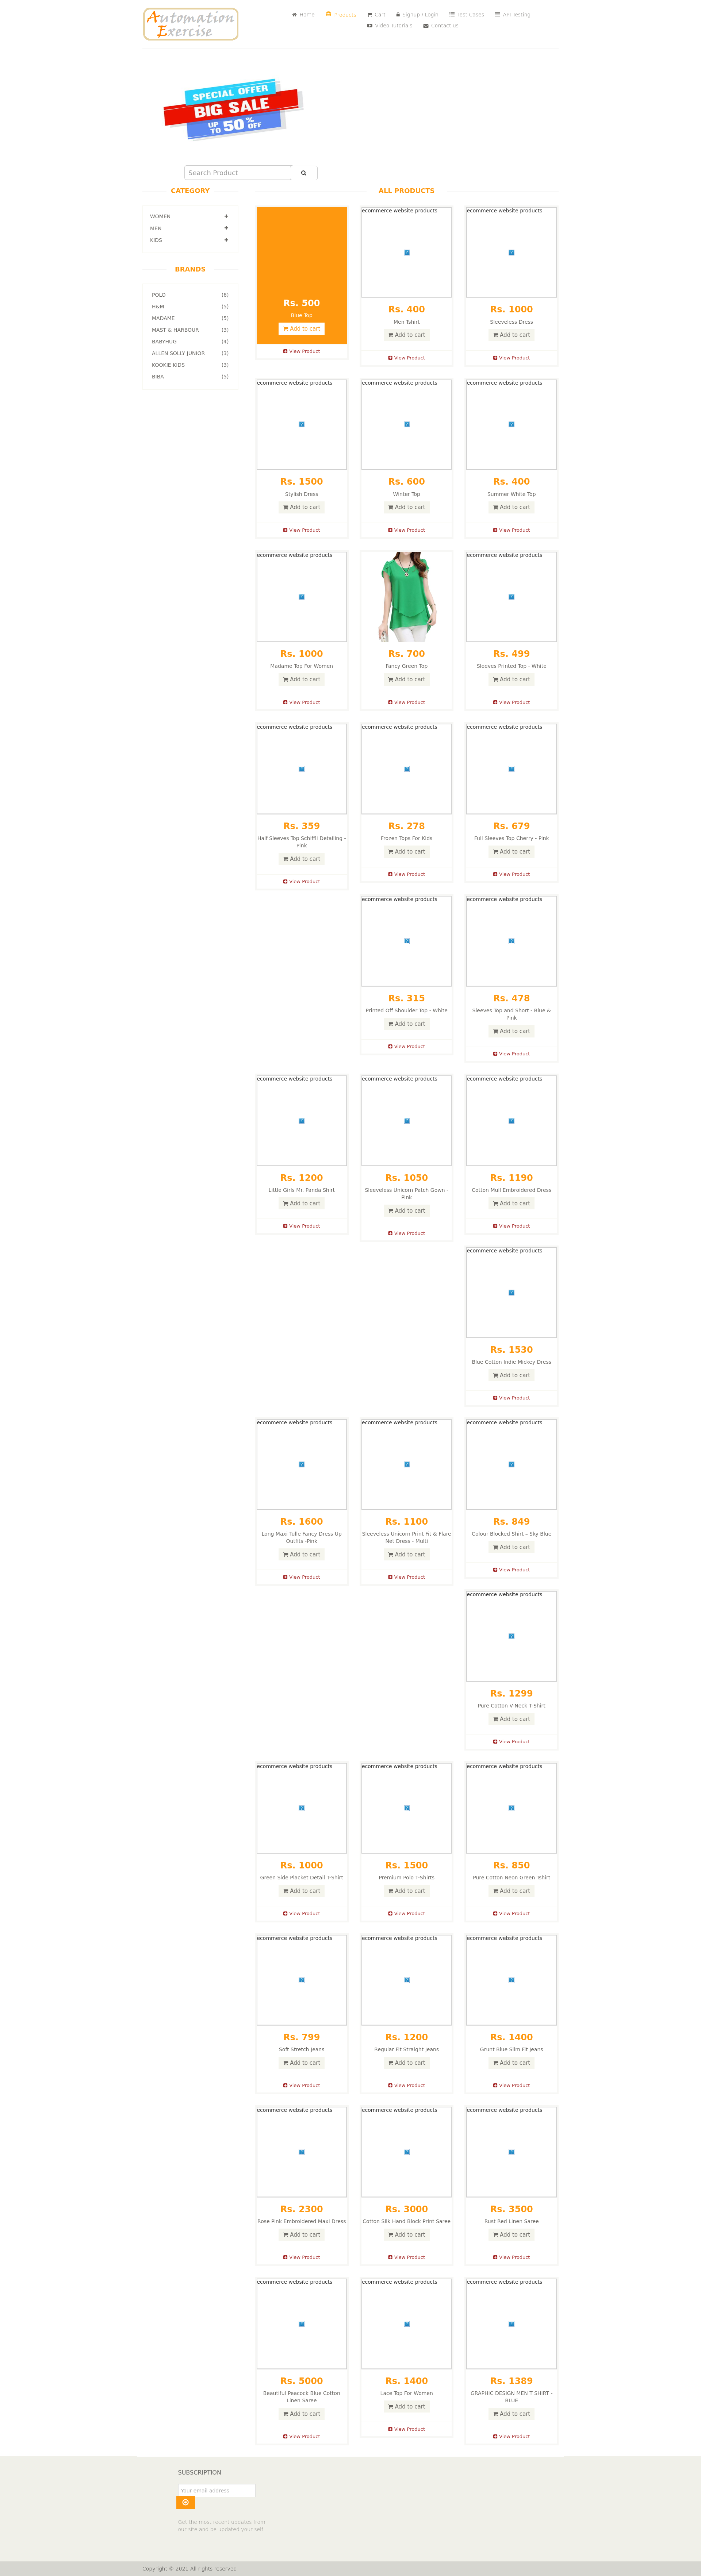 Automation
Exercise
Home
Products
Cart
Signup / Login
Test Cases
API Testing
Video Tutorials
Contact us
SPECIAL OFFER
BIG SALE
UP TO 50% OFF
Search Product
CATEGORY
WOMEN
MEN
KIDS
BRANDS
POLO (6)
H&M (5)
MADAME (5)
MAST & HARBOUR (3)
BABYHUG (4)
ALLEN SOLLY JUNIOR (3)
KOOKIE KIDS (3)
BIBA (5)
ALL PRODUCTS
Rs. 500
Blue Top
Add to cart
View Product
ecommerce website products
Rs. 400
Men Tshirt
Add to cart
View Product
ecommerce website products
Rs. 1000
Sleeveless Dress
Add to cart
View Product
ecommerce website products
Rs. 1500
Stylish Dress
Add to cart
View Product
ecommerce website products
Rs. 600
Winter Top
Add to cart
View Product
ecommerce website products
Rs. 400
Summer White Top
Add to cart
View Product
ecommerce website products
Rs. 1000
Madame Top For Women
Add to cart
View Product
Rs. 700
Fancy Green Top
Add to cart
View Product
ecommerce website products
Rs. 499
Sleeves Printed Top - White
Add to cart
View Product
ecommerce website products
Rs. 359
Half Sleeves Top Schiffli Detailing -
Pink
Add to cart
View Product
ecommerce website products
Rs. 278
Frozen Tops For Kids
Add to cart
View Product
ecommerce website products
Rs. 679
Full Sleeves Top Cherry - Pink
Add to cart
View Product
ecommerce website products
Rs. 315
Printed Off Shoulder Top - White
Add to cart
View Product
ecommerce website products
Rs. 478
Sleeves Top and Short - Blue &
Pink
Add to cart
View Product
ecommerce website products
Rs. 1200
Little Girls Mr. Panda Shirt
Add to cart
View Product
ecommerce website products
Rs. 1050
Sleeveless Unicorn Patch Gown -
Pink
Add to cart
View Product
ecommerce website products
Rs. 1190
Cotton Mull Embroidered Dress
Add to cart
View Product
ecommerce website products
Rs. 1530
Blue Cotton Indie Mickey Dress
Add to cart
View Product
ecommerce website products
Rs. 1600
Long Maxi Tulle Fancy Dress Up
Outfits -Pink
Add to cart
View Product
ecommerce website products
Rs. 1100
Sleeveless Unicorn Print Fit & Flare
Net Dress - Multi
Add to cart
View Product
ecommerce website products
Rs. 849
Colour Blocked Shirt – Sky Blue
Add to cart
View Product
ecommerce website products
Rs. 1299
Pure Cotton V-Neck T-Shirt
Add to cart
View Product
ecommerce website products
Rs. 1000
Green Side Placket Detail T-Shirt
Add to cart
View Product
ecommerce website products
Rs. 1500
Premium Polo T-Shirts
Add to cart
View Product
ecommerce website products
Rs. 850
Pure Cotton Neon Green Tshirt
Add to cart
View Product
ecommerce website products
Rs. 799
Soft Stretch Jeans
Add to cart
View Product
ecommerce website products
Rs. 1200
Regular Fit Straight Jeans
Add to cart
View Product
ecommerce website products
Rs. 1400
Grunt Blue Slim Fit Jeans
Add to cart
View Product
ecommerce website products
Rs. 2300
Rose Pink Embroidered Maxi Dress
Add to cart
View Product
ecommerce website products
Rs. 3000
Cotton Silk Hand Block Print Saree
Add to cart
View Product
ecommerce website products
Rs. 3500
Rust Red Linen Saree
Add to cart
View Product
ecommerce website products
Rs. 5000
Beautiful Peacock Blue Cotton
Linen Saree
Add to cart
View Product
ecommerce website products
Rs. 1400
Lace Top For Women
Add to cart
View Product
ecommerce website products
Rs. 1389
GRAPHIC DESIGN MEN T SHIRT -
BLUE
Add to cart
View Product
SUBSCRIPTION
Your email address
Get the most recent updates from
our site and be updated your self.
Copyright © 2021 All rights reserved